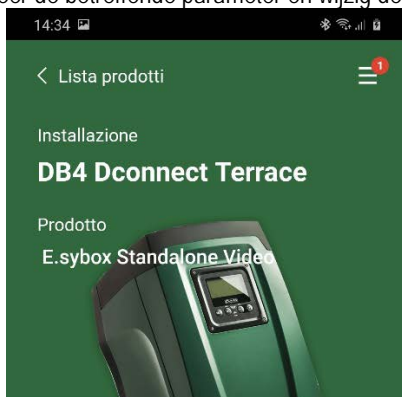 14:34
Lista prodotti
1
Installazione
DB4 Dconnect Terrace
Prodotto
E.sybox Standalone Video